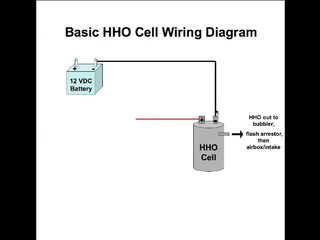 Basic HHO Cell Wiring Diagram
12 VDC
Battery
HHO out to
bubbler,
flash arrestor,
then
airbox/intake
HHO
Cell